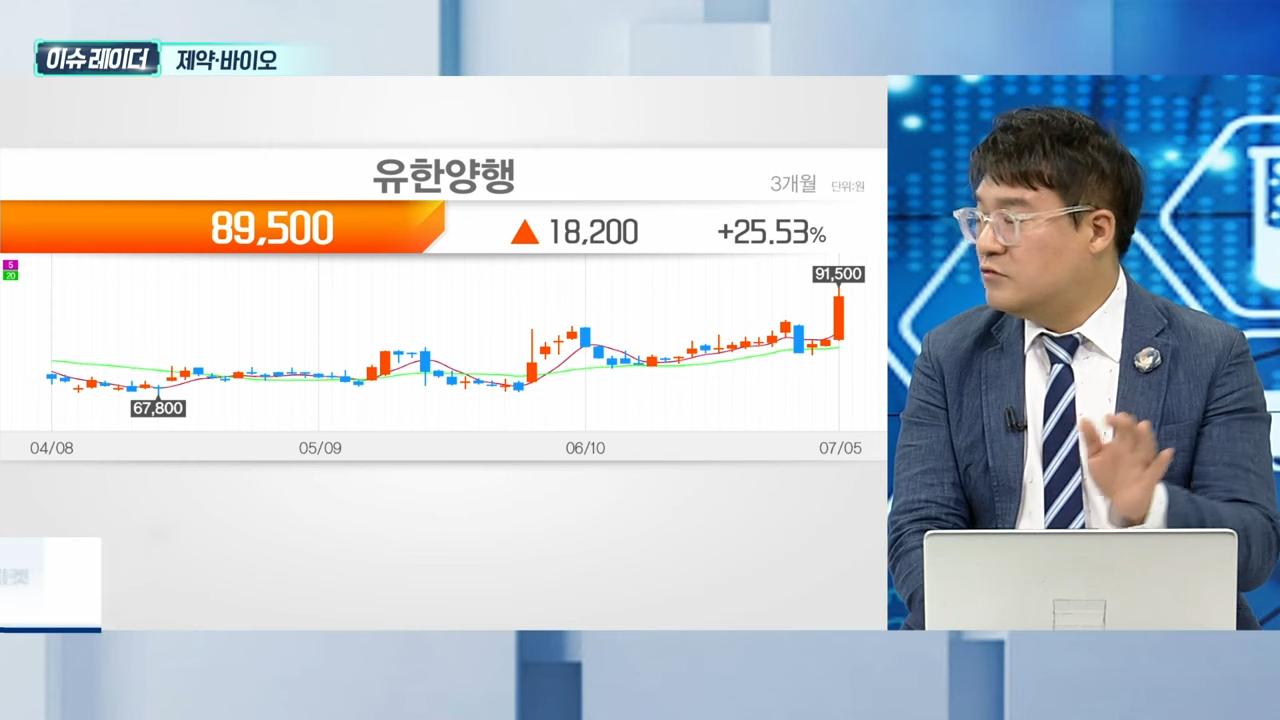 이슈 레이더 제약·바이오
유한양행
3개월 단위:원
89,500 ▲ 18,200 +25.53%
5
20
91,500
67,800
04/08 05/09 06/10 07/05